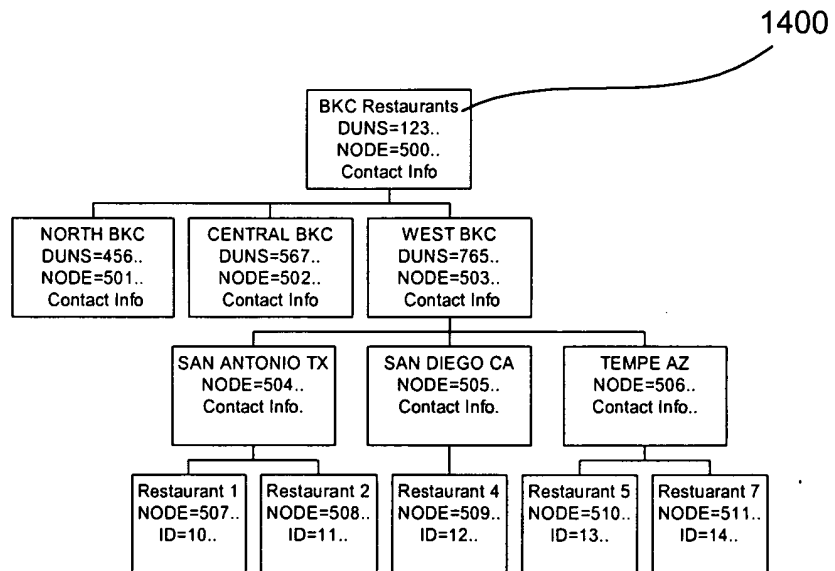 1400
BKC Restaurants
DUNS=123..
NODE=500..
Contact Info
NORTH BKC
DUNS=456..
NODE=501..
Contact Info
CENTRAL BKC
DUNS=567..
NODE=502..
Contact Info
WEST BKC
DUNS=765..
NODE=503..
Contact Info
SAN ANTONIO TX
NODE=504..
Contact Info.
SAN DIEGO CA
NODE=505..
Contact Info.
TEMPE AZ
NODE=506..
Contact Info..
Restaurant 1
NODE=507..
ID=10..
Restaurant 2
NODE=508..
ID=11..
Restaurant 4
NODE=509..
ID=12..
Restaurant 5
NODE=510..
ID=13..
Restuarant 7
NODE=511..
ID=14..